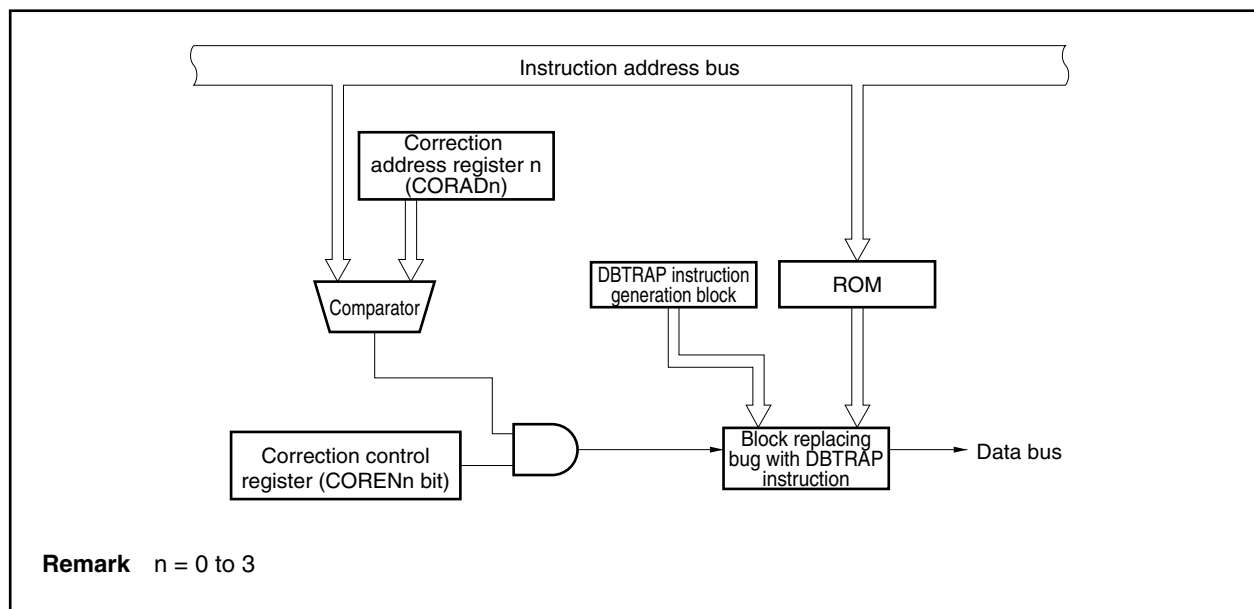 Instruction address bus
Correction
address register n
(CORADn)
Comparator
DBTRAP instruction
generation block
ROM
Correction control
register (CORENn bit)
Block replacing
bug with DBTRAP
instruction
Data bus
Remark n = 0 to 3